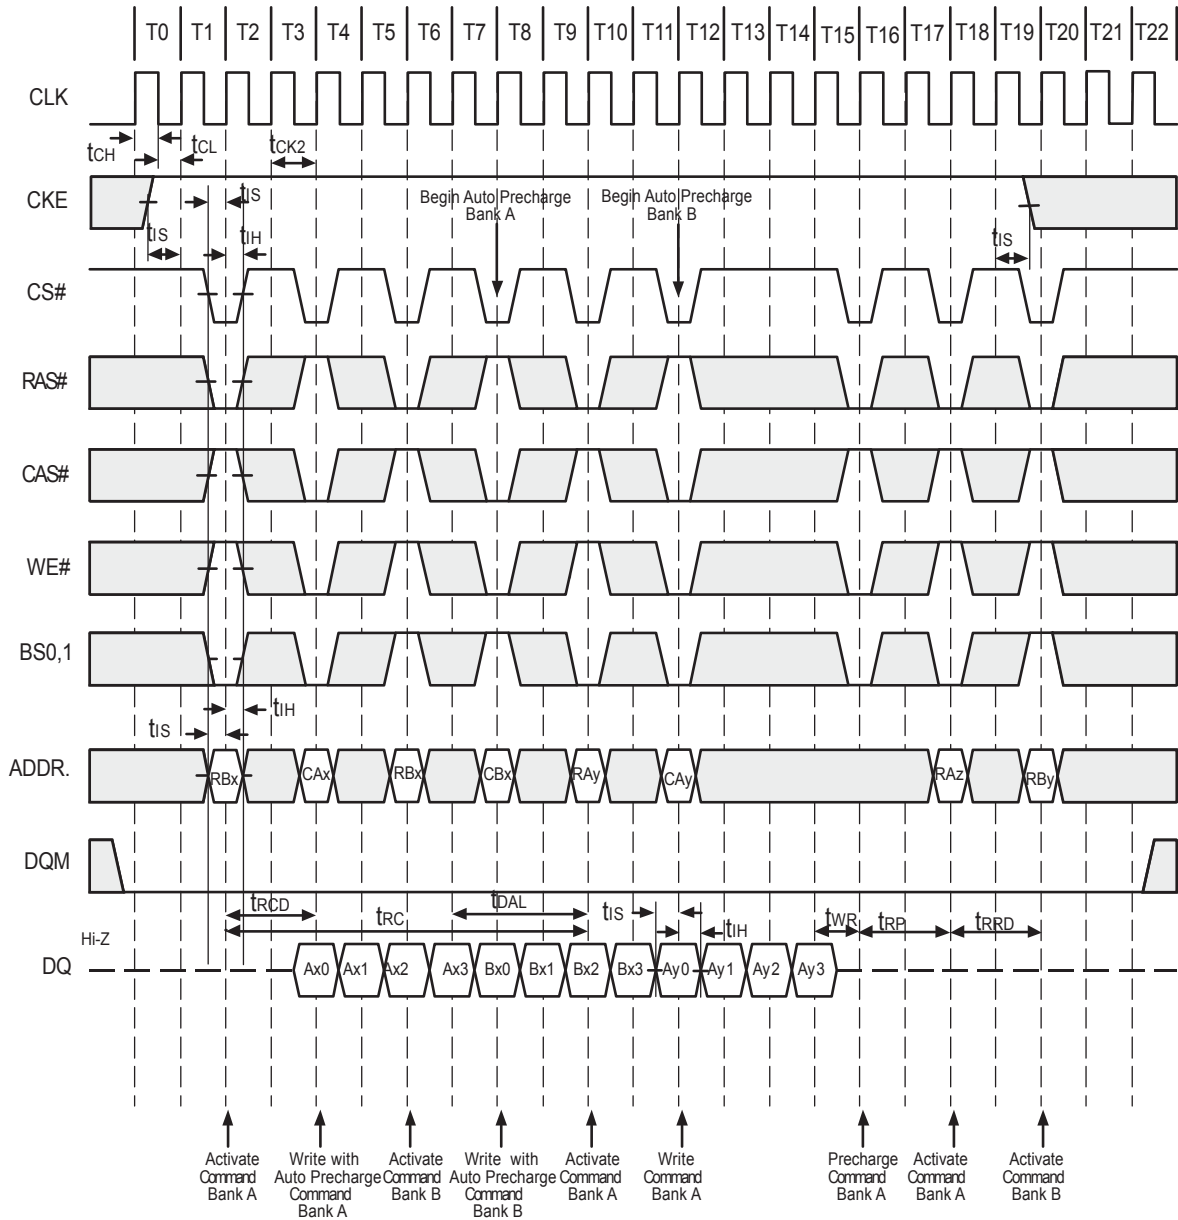 T0 T1 T2 T3 T4 T5 T6 T7 T8 T9 T10 T11 T12 T13 T14 T15 T16 T17 T18 T19 T20 T21 T22
CLK
tCH tCL tCK2
CKE
tIS
Begin Auto Precharge
Bank A
Begin Auto Precharge
Bank B
tIS tIH tIS
CS#
RAS#
CAS#
WE#
BS0,1
tIS tIH
ADDR.
RBx CAx RBx CBx RAy CAy RAz RBy
DQM
tRCD tRC tDAL tIS tIH tWR tRP tRRD
Hi-Z
DQ
Ax0 Ax1 Ax2 Ax3 Bx0 Bx1 Bx2 Bx3 Ay0 Ay1 Ay2 Ay3
Activate
Command
Bank A
Write with
Auto Precharge
Command
Bank A
Activate
Command
Bank B
Write with
Auto Precharge
Command
Bank B
Activate
Command
Bank A
Write
Command
Bank A
Precharge
Command
Bank A
Activate
Command
Bank A
Activate
Command
Bank B